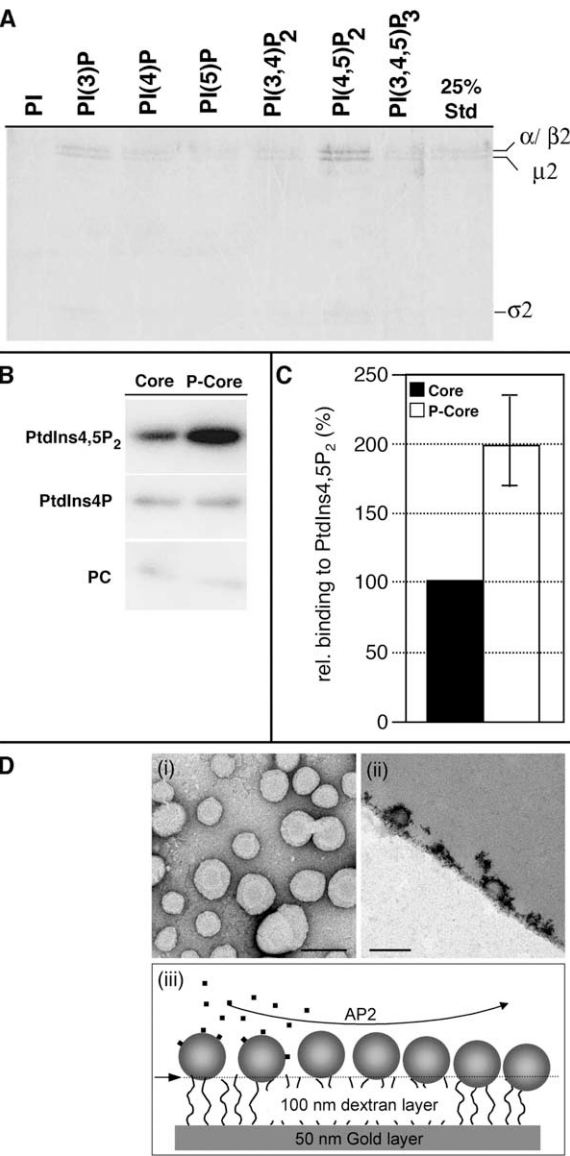 A
PI
PI(3)P
PI(4)P
PI(5)P
PI(3,4)P2
PI(4,5)P2
PI(3,4,5)P3
25%
Std
α/ β2
μ2
σ2
B
Core P-Core
PtdIns4,5P2
PtdIns4P
PC
C
rel. binding to PtdIns4,5P2 (%)
250
200
150
100
50
0
Core
P-Core
D
(i)
(ii)
(iii)
AP2
100 nm dextran layer
50 nm Gold layer